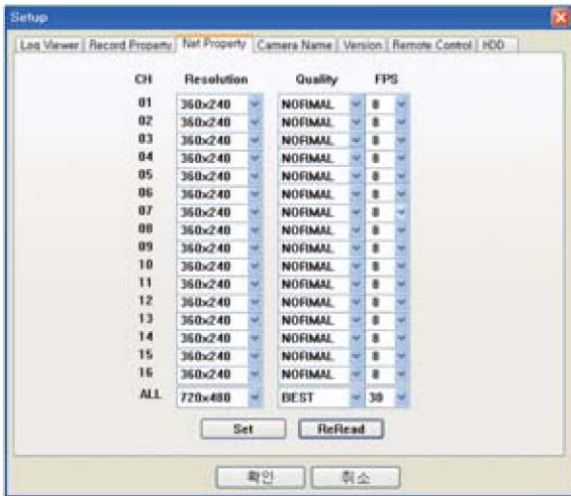 Setup
Log Viewer Record Property Net Property Camera Name Version Remote Control HDD
CH Resolution Quality FPS
01 360x240 NORMAL 8
02 360x240 NORMAL 8
03 360x240 NORMAL 8
04 360x240 NORMAL 8
05 360x240 NORMAL 8
06 360x240 NORMAL 8
07 360x240 NORMAL 8
08 360x240 NORMAL 8
09 360x240 NORMAL 8
10 360x240 NORMAL 8
11 360x240 NORMAL 8
12 360x240 NORMAL 8
13 360x240 NORMAL 8
14 360x240 NORMAL 8
15 360x240 NORMAL 8
16 360x240 NORMAL 8
ALL 720x480 BEST 30
Set ReRead
확인 취소